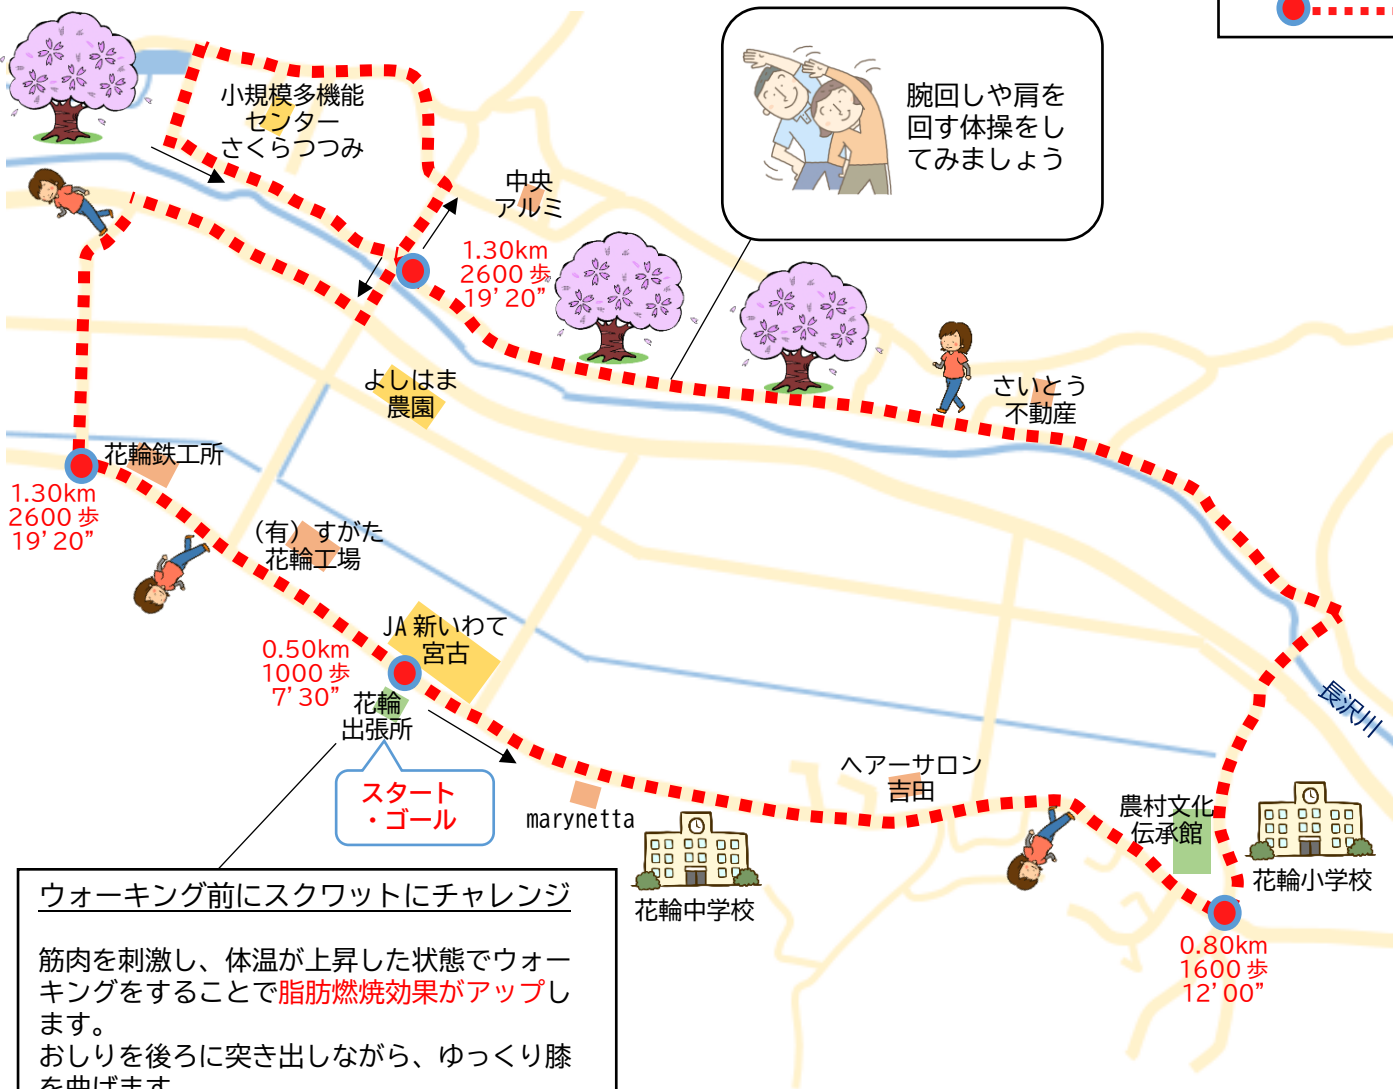 小規模多機能
センター
さくらつつみ
腕回しや肩を
回す体操をし
てみましょう
中央
アルミ
1.30km
2600 歩
19’20”
よしはま
農園
さいとう
不動産
花輪鉄工所
1.30km
2600 歩
19’20”
（有）すがた
花輪工場
JA 新いわて
宮古
0.50km
1000 歩
7’30”
花輪
出張所
スタート
・ゴール
長沢川
ヘアーサロン
吉田
marynetta
農村文化
伝承館
花輪中学校
花輪小学校
0.80km
1600 歩
12’00”
ウォーキング前にスクワットにチャレンジ
筋肉を刺激し、体温が上昇した状態でウォー
キングをすることで脂肪燃焼効果がアップし
ます。
おしりを後ろに突き出しながら、ゆっくり膝
を曲げます